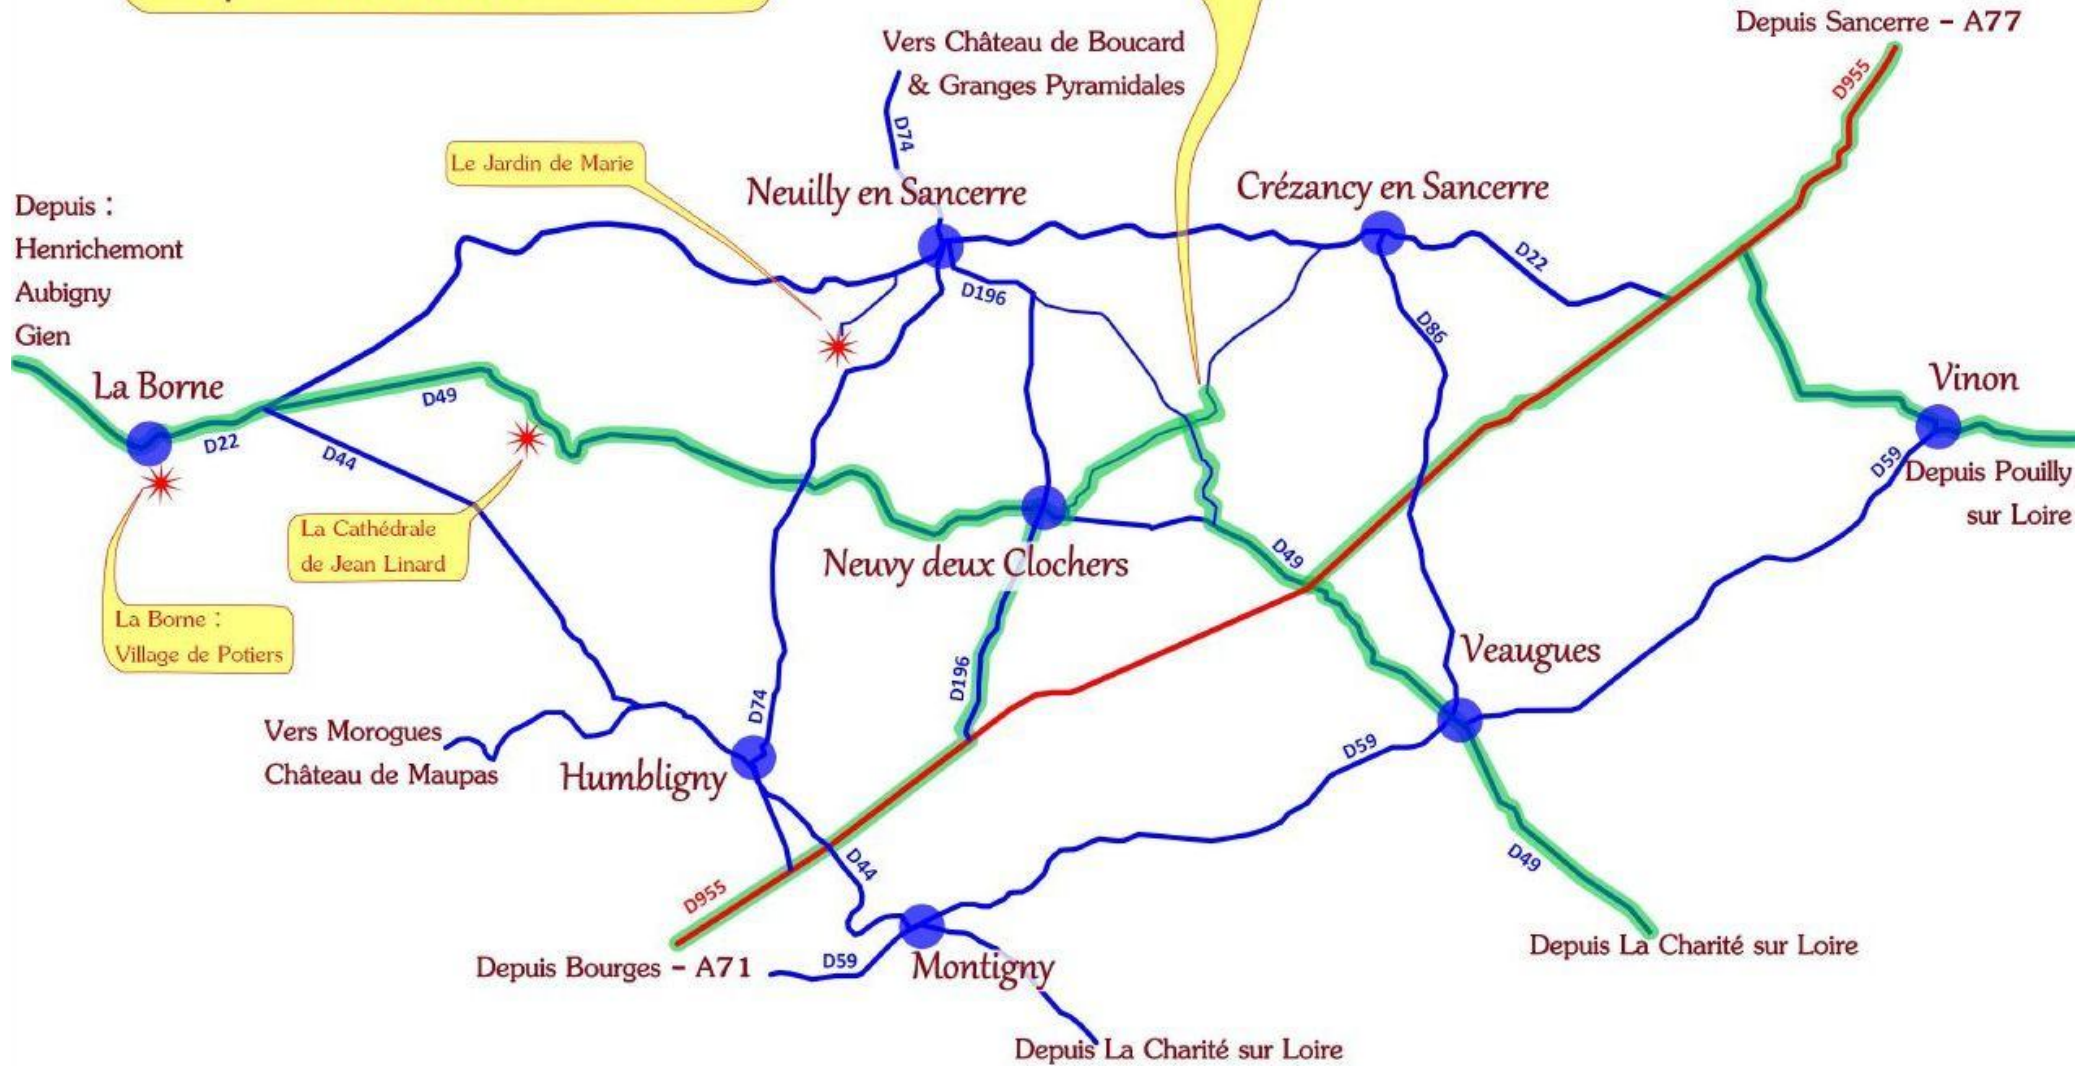 Depuis Sancerre - A77
Vers Château de Boucard
& Granges Pyramidales
D955
D74
Le Jardin de Marie
Neuilly en Sancerre
Crézancy en Sancerre
Depuis :
Henrichemont
Aubigny
Gien
D22
D196
D86
La Borne
D49
Vinon
D22
D44
D59
Depuis Pouilly
sur Loire
La Cathédrale
de Jean Linard
Neuvy deux Clochers
D49
La Borne :
Village de Potiers
Veaugues
D196
D74
Vers Morogues
Château de Maupas
Humbligny
D59
D44
D49
D955
Depuis Bourges - A71
D59
Montigny
Depuis La Charité sur Loire
Depuis La Charité sur Loire